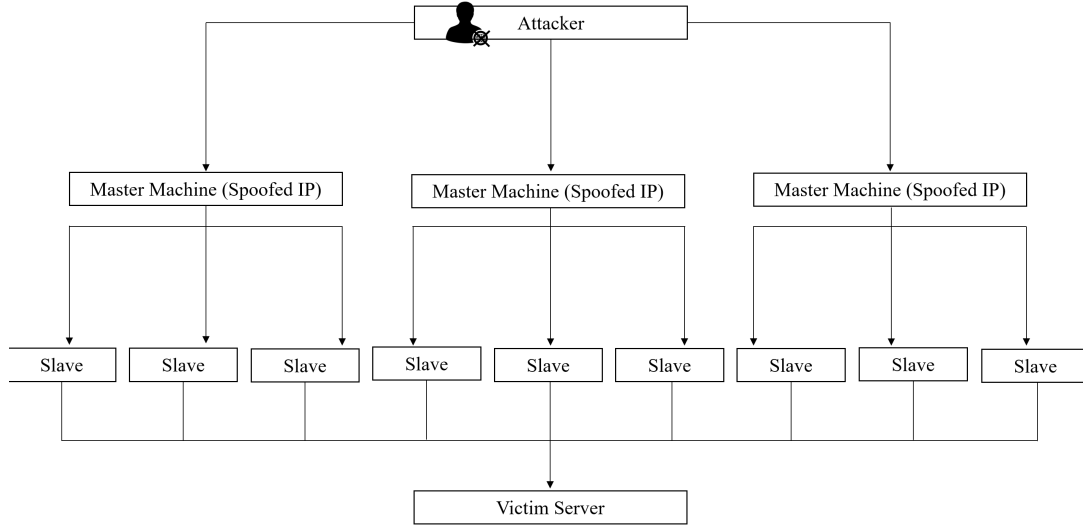 Attacker
Master Machine (Spoofed IP)
Master Machine (Spoofed IP)
Master Machine (Spoofed IP)
Slave
Slave
Slave
Slave
Slave
Slave
Slave
Slave
Slave
Victim Server